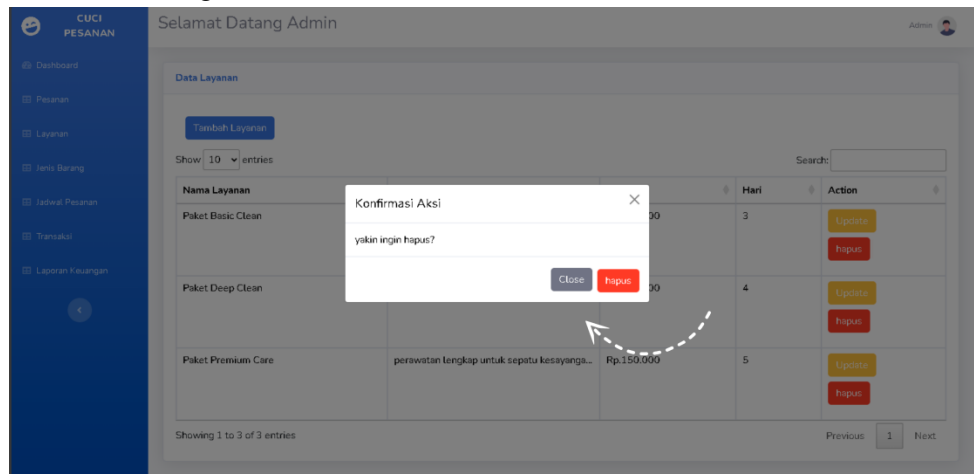 CUCI
PESANAN
Selamat Datang Admin
Admin
Dashboard
Pesanan
Layanan
Jenis Barang
Jadwal Pesanan
Transaksi
Laporan Keuangan
Data Layanan
Tambah Layanan
Show 10 entries
Search:
Nama Layanan Hari Action
Paket Basic Clean 3 Update
hapus
Konfirmasi Aksi
yakin ingin hapus?
Close hapus
Paket Deep Clean 4 Update
hapus
Paket Premium Care perawatan lengkap untuk sepatu kesayanga... Rp.150.000 5 Update
hapus
Showing 1 to 3 of 3 entries
Previous 1 Next